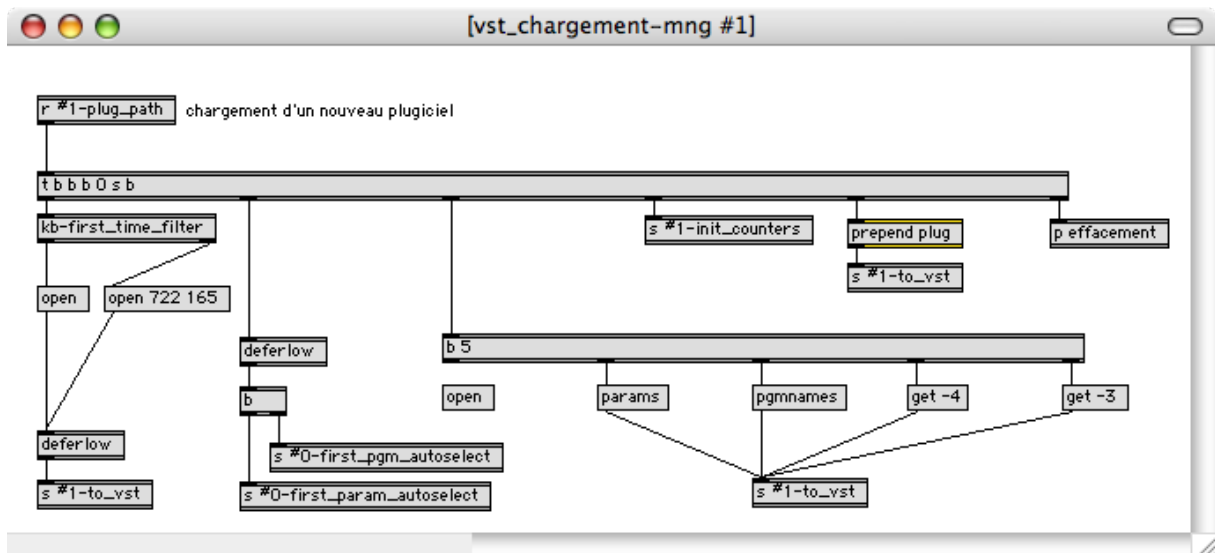 [vst_chargement-mng #1]
r #1-plug_path chargement d'un nouveau plugiciel
t b b b 0 s b
kb-first_time_filter
s #1-init_counters
prepend plug
p effacement
s #1-to_vst
open
open 722 165
deferlow
b 5
b
open
params
pgmnames
get -4
get -3
deferlow
s #0-first_pgm_autoselect
s #1-to_vst
s #0-first_param_autoselect
s #1-to_vst